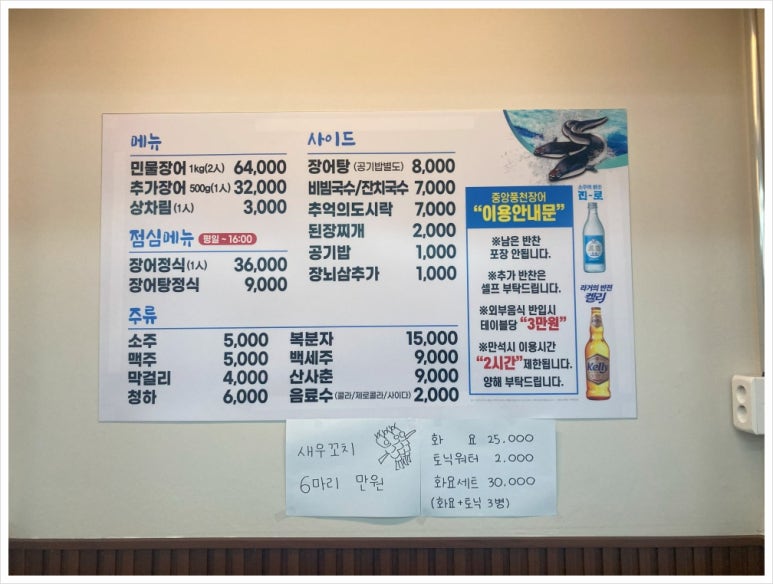 메뉴
민물장어 1kg(2人) 64,000
추가장어 500g(1人) 32,000
상차림 (1人) 3,000
점심메뉴 평일 ~ 16:00
장어정식 (1人) 36,000
장어탕정식 9,000
사이드
장어탕 (공기밥별도) 8,000
비빔국수/잔치국수 7,000
추억의도시락 7,000
된장찌개 2,000
공기밥 1,000
장뇌삼추가 1,000
주류
소주 5,000
맥주 5,000
막걸리 4,000
청하 6,000
복분자 15,000
백세주 9,000
산사춘 9,000
음료수 (콜라/제로콜라/사이다) 2,000
중앙풍천장어
"이용안내문"
※남은 반찬
포장 안됩니다.
※추가 반찬은
셀프 부탁드립니다.
※외부음식 반입시
테이블당 "3만원"
※만석시 이용시간
"2시간" 제한됩니다.
양해 부탁드립니다.
진~로
라거의 반전
켈리
Kelly
새우꼬치
6마리 만원
화 요 25,000
토닉워터 2,000
화요세트 30,000
(화요+토닉 3병)